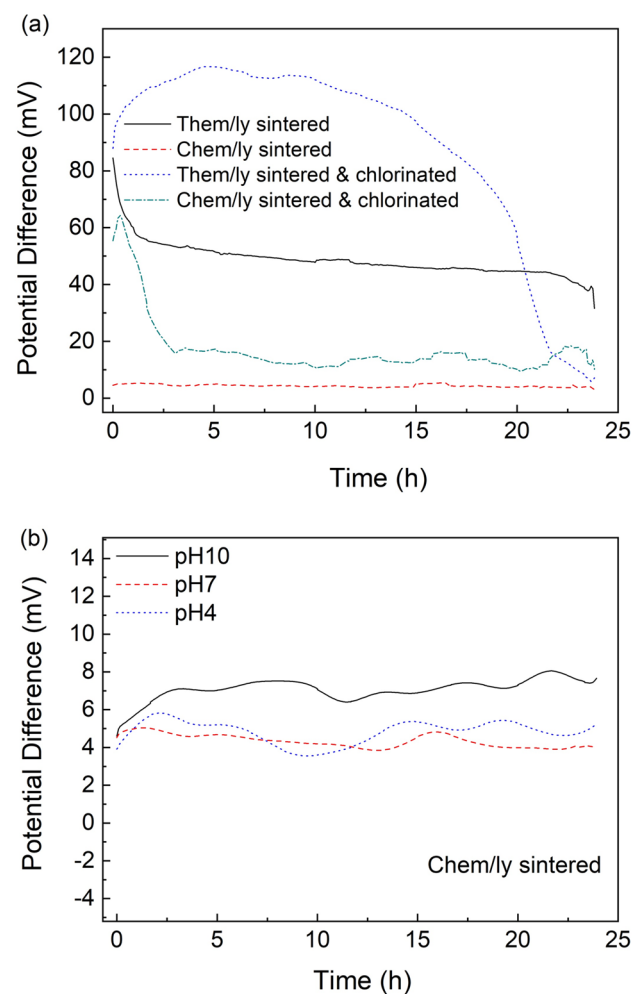 (a)
120
100
80
60
40
20
0
Potential Difference (mV)
Them/ly sintered
Chem/ly sintered
Them/ly sintered & chlorinated
Chem/ly sintered & chlorinated
0 5 10 15 20 25
Time (h)
(b)
14
12
10
8
6
4
2
0
-2
-4
Potential Difference (mV)
pH10
pH7
pH4
Chem/ly sintered
0 5 10 15 20 25
Time (h)